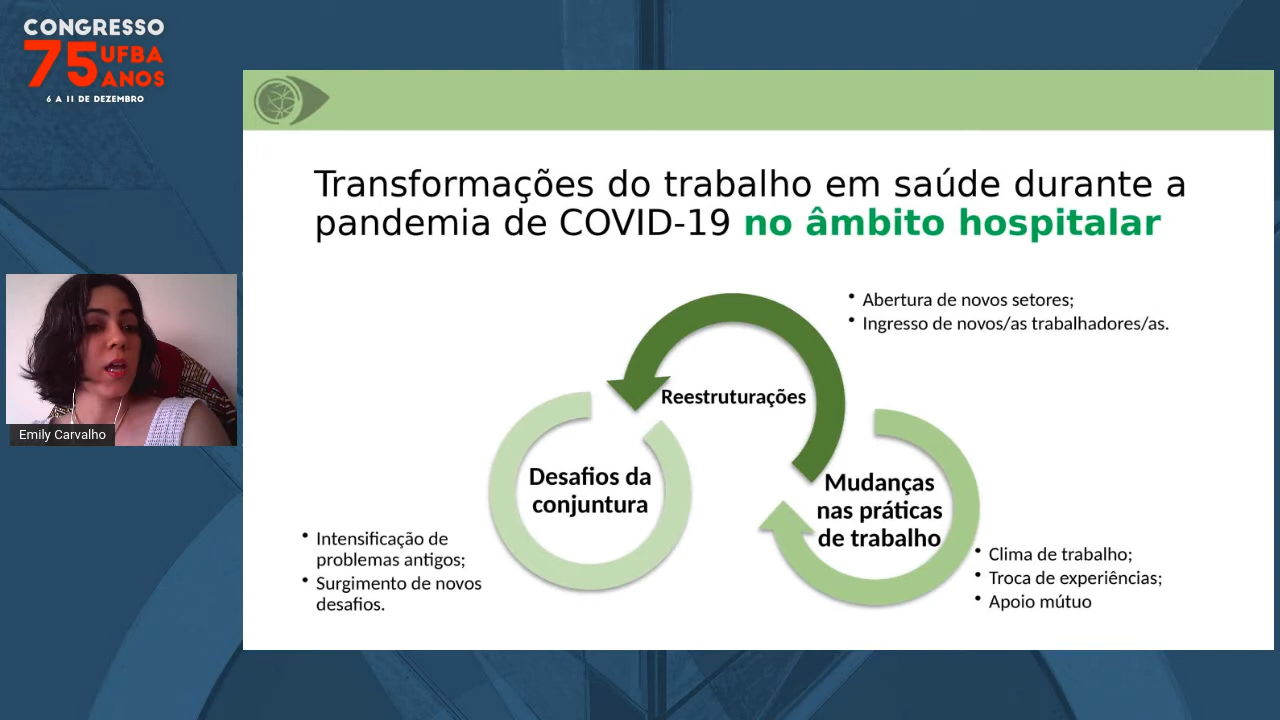 CONGRESSO
75 UFBA
ANOS
6 A 11 DE DEZEMBRO
Transformações do trabalho em saúde durante a
pandemia de COVID-19 no âmbito hospitalar
• Abertura de novos setores;
• Ingresso de novos/as trabalhadores/as.
Reestruturações
Desafios da
conjuntura
Mudanças
nas práticas
de trabalho
• Intensificação de
problemas antigos;
• Surgimento de novos
desafios.
• Clima de trabalho;
• Troca de experiências;
• Apoio mútuo
Emily Carvalho